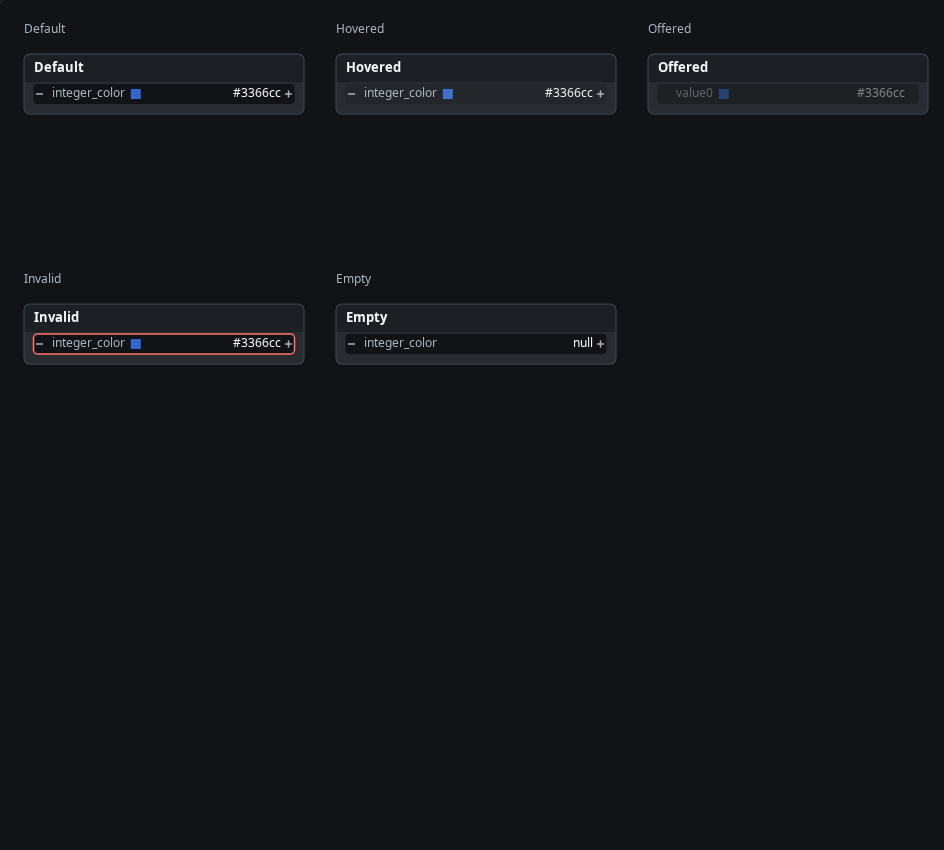 Default Hovered Offered
Default Hovered Offered
− integer_color #3366cc + − integer_color #3366cc + value0 #3366cc
Invalid Empty
Invalid Empty
− integer_color #3366cc + − integer_color null +